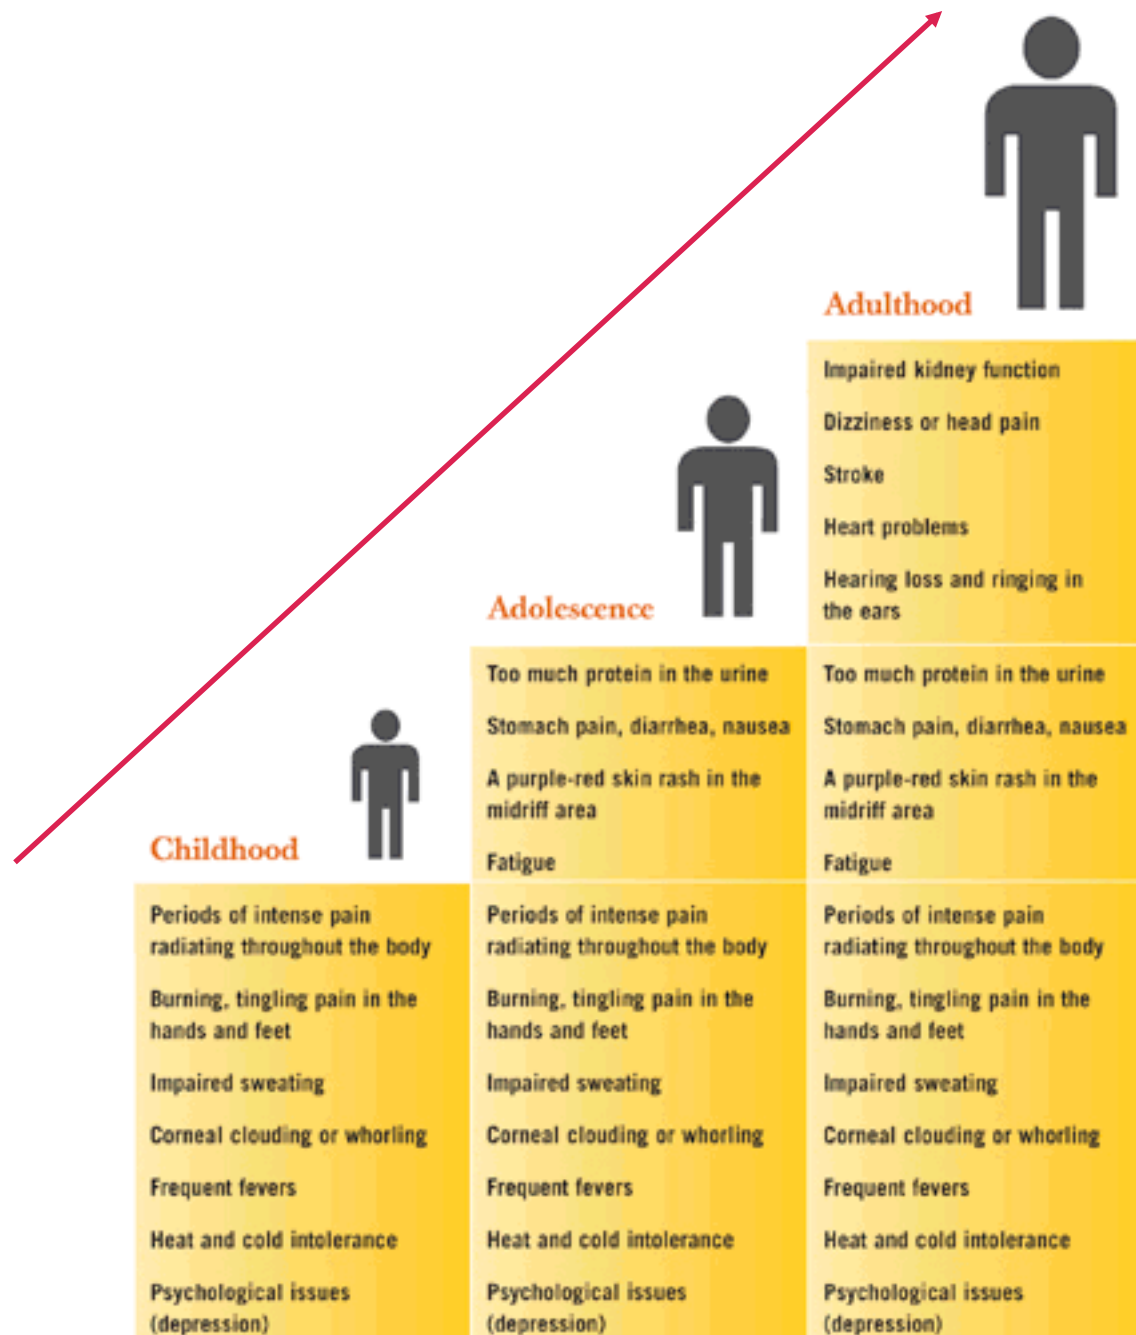 Adulthood
Impaired kidney function
Dizziness or head pain
Stroke
Heart problems
Hearing loss and ringing in
the ears
Too much protein in the urine
Stomach pain, diarrhea, nausea
A purple-red skin rash in the
midriff area
Fatigue
Periods of intense pain
radiating throughout the body
Burning, tingling pain in the
hands and feet
Impaired sweating
Corneal clouding or whorling
Frequent fevers
Heat and cold intolerance
Psychological issues
(depression)
Adolescence
Too much protein in the urine
Stomach pain, diarrhea, nausea
A purple-red skin rash in the
midriff area
Fatigue
Periods of intense pain
radiating throughout the body
Burning, tingling pain in the
hands and feet
Impaired sweating
Corneal clouding or whorling
Frequent fevers
Heat and cold intolerance
Psychological issues
(depression)
Childhood
Periods of intense pain
radiating throughout the body
Burning, tingling pain in the
hands and feet
Impaired sweating
Corneal clouding or whorling
Frequent fevers
Heat and cold intolerance
Psychological issues
(depression)